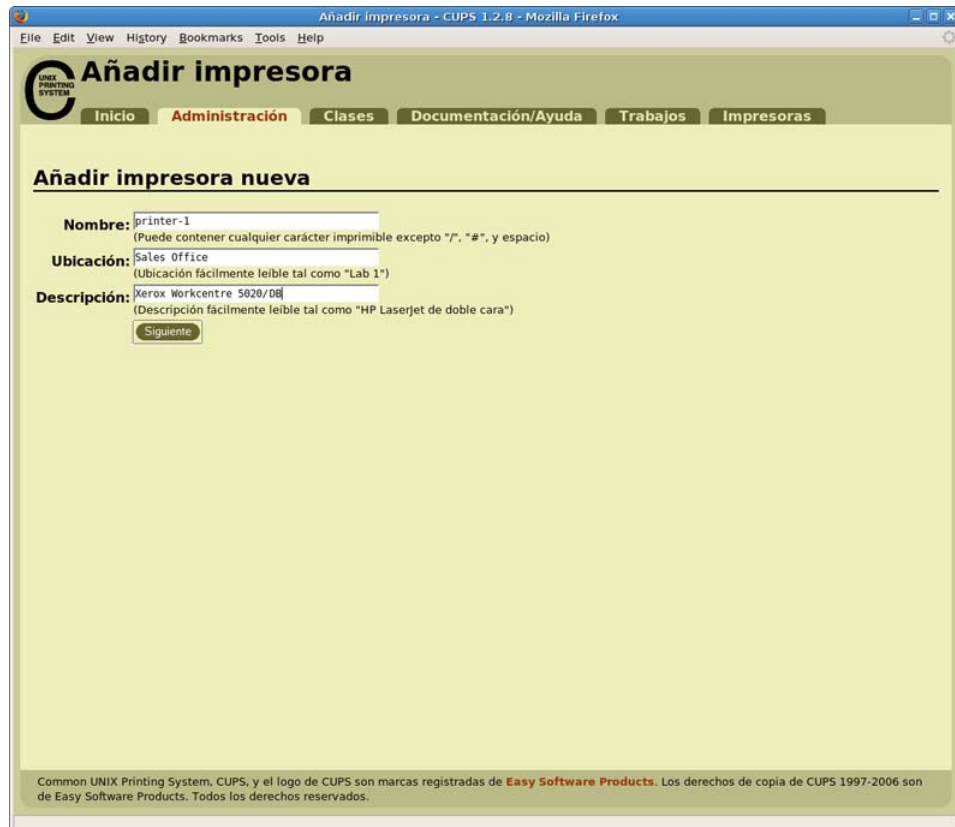 Añadir impresora - CUPS 1.2.8 - Mozilla Firefox
File Edit View History Bookmarks Tools Help
UNIX
PRINTING
SYSTEM
Añadir impresora
Inicio Administración Clases Documentación/Ayuda Trabajos Impresoras
Añadir impresora nueva
Nombre: printer-1
(Puede contener cualquier carácter imprimible excepto "/", "#", y espacio)
Ubicación: Sales Office
(Ubicación fácilmente leíble tal como "Lab 1")
Descripción: Xerox Workcentre 5020/DB
(Descripción fácilmente leíble tal como "HP LaserJet de doble cara")
Siguiente
Common UNIX Printing System, CUPS, y el logo de CUPS son marcas registradas de Easy Software Products. Los derechos de copia de CUPS 1997-2006 son
de Easy Software Products. Todos los derechos reservados.